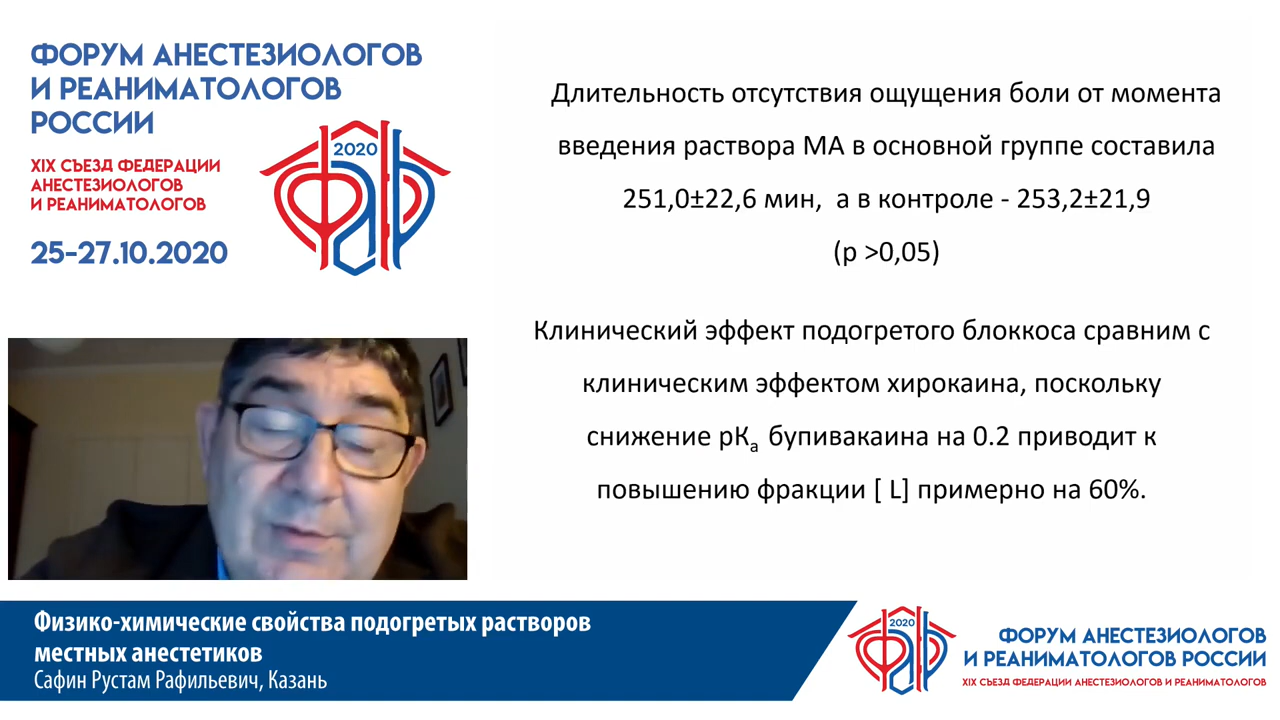 ФОРУМ АНЕСТЕЗИОЛОГОВ
И РЕАНИМАТОЛОГОВ
РОССИИ
XIX СЪЕЗД ФЕДЕРАЦИИ
АНЕСТЕЗИОЛОГОВ
И РЕАНИМАТОЛОГОВ
25-27.10.2020
2020
ФАР
Длительность отсутствия ощущения боли от момента
введения раствора МА в основной группе составила
251,0±22,6 мин, а в контроле - 253,2±21,9
(р >0,05)
Клинический эффект подогретого блоккоса сравним с
клиническим эффектом хирокаина, поскольку
снижение рКа бупивакаина на 0.2 приводит к
повышению фракции [ L] примерно на 60%.
Физико-химические свойства подогретых растворов
местных анестетиков
Сафин Рустам Рафильевич, Казань
2020
ФАР
ФОРУМ АНЕСТЕЗИОЛОГОВ
И РЕАНИМАТОЛОГОВ РОССИИ
XIX СЪЕЗД ФЕДЕРАЦИИ АНЕСТЕЗИОЛОГОВ И РЕАНИМАТОЛОГОВ